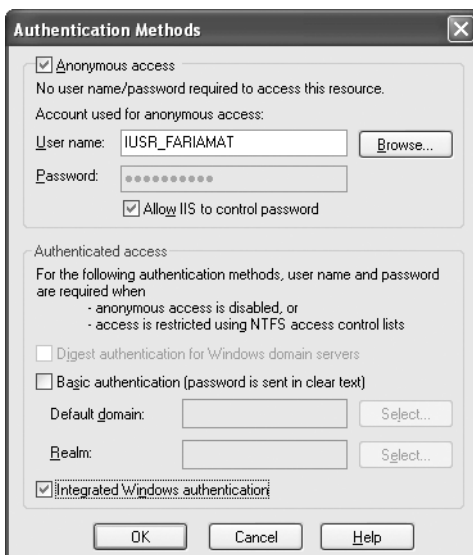 Authentication Methods
Anonymous access
No user name/password required to access this resource.
Account used for anonymous access:
User name: IUSR_FARIAMAT Browse...
Password: ●●●●●●●●●●
Allow IIS to control password
Authenticated access
For the following authentication methods, user name and password
are required when
- anonymous access is disabled, or
- access is restricted using NTFS access control lists
Digest authentication for Windows domain servers
Basic authentication (password is sent in clear text)
Default domain: Select...
Realm: Select...
Integrated Windows authentication
OK Cancel Help